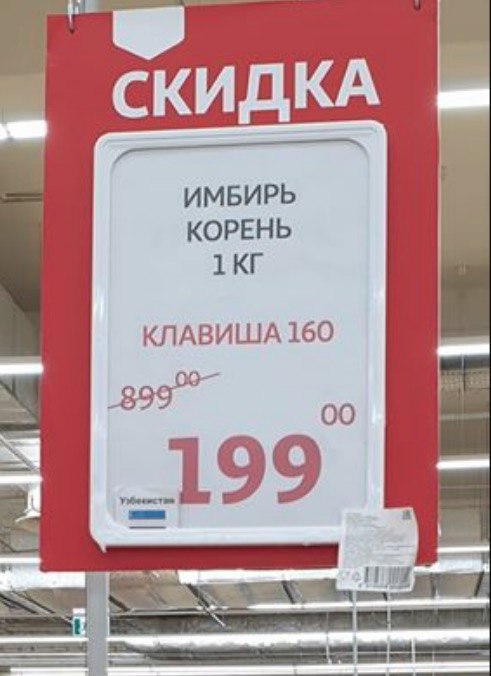 СКИДКА
ИМБИРЬ
КОРЕНЬ
1 КГ
КЛАВИША 160
899 00
199 00
Узбекистан